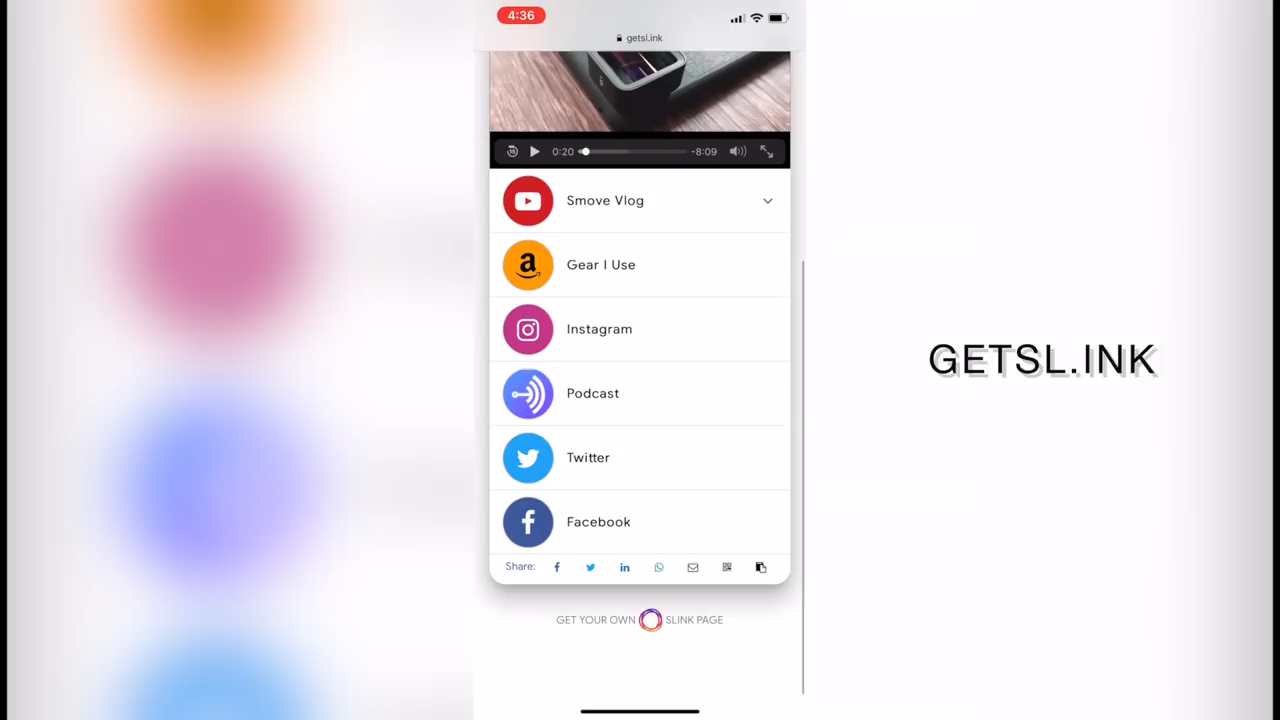 4:36
getsl.ink
15 0:20 -8:09
Smove Vlog
Gear I Use
Instagram
Podcast
Twitter
Facebook
Share:
GET YOUR OWN SLINK PAGE
GETSL.INK